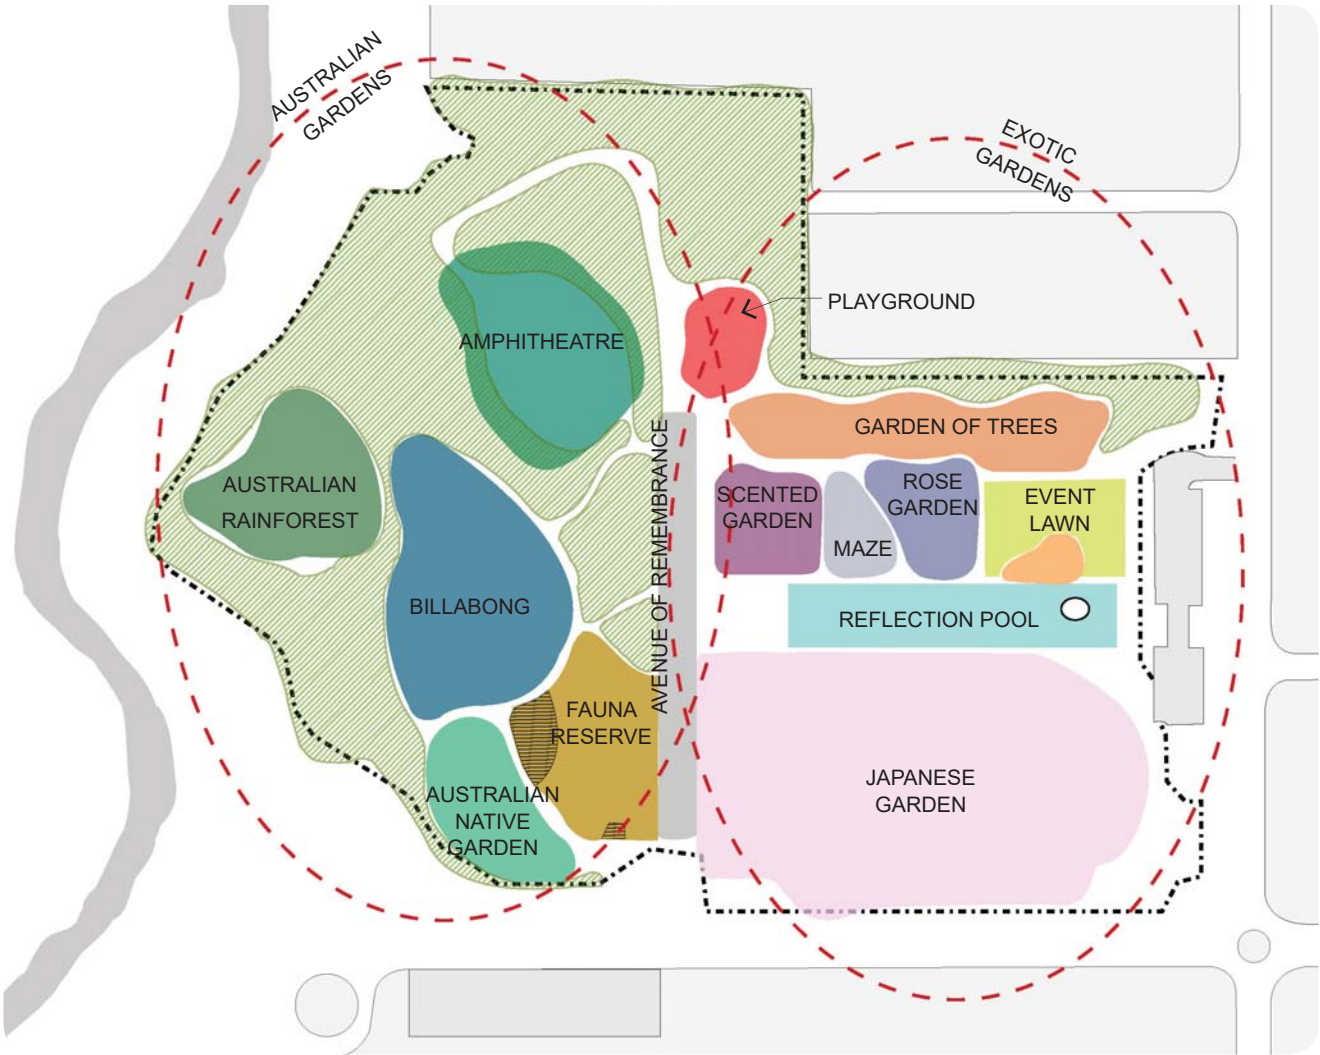 AUSTRALIAN
GARDENS
EXOTIC
GARDENS
PLAYGROUND
AMPHITHEATRE
GARDEN OF TREES
AUSTRALIAN
RAINFOREST
AVENUE OF REMEMBRANCE
SCENTED
GARDEN
MAZE
ROSE
GARDEN
EVENT
LAWN
BILLABONG
REFLECTION POOL
FAUNA
RESERVE
AUSTRALIAN
NATIVE
GARDEN
JAPANESE
GARDEN